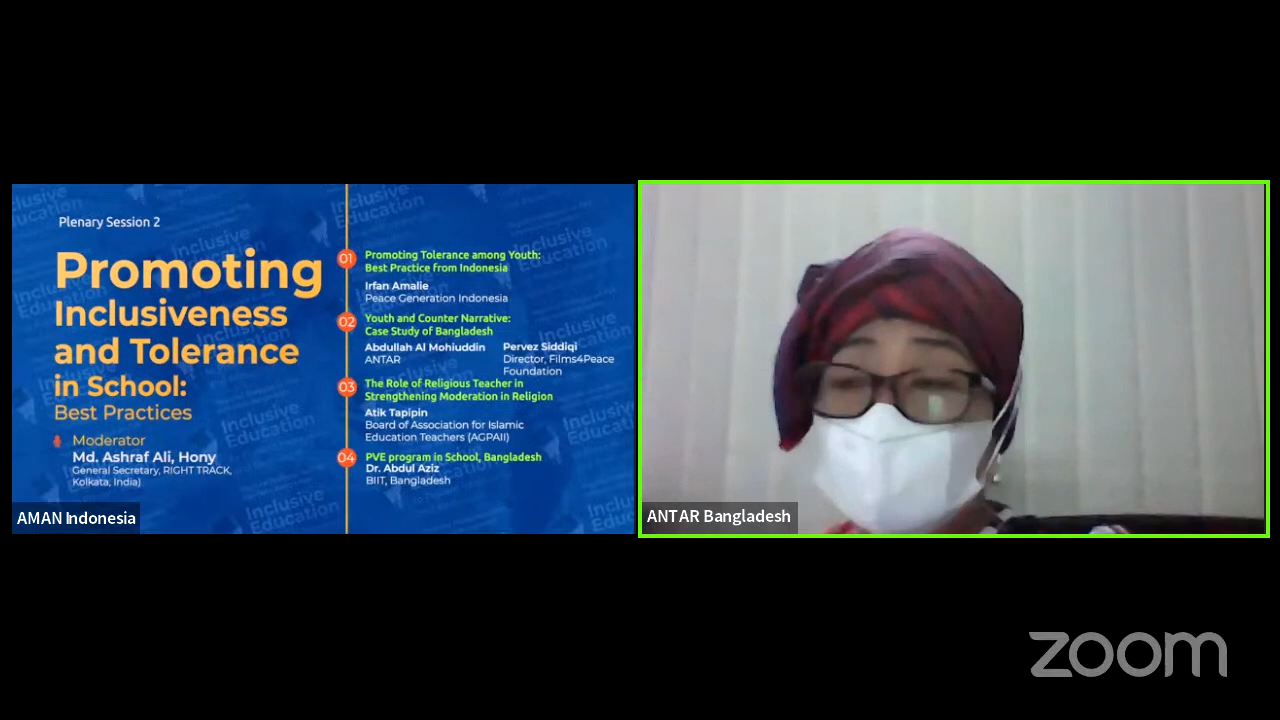 Plenary Session 2
Promoting
Inclusiveness
and Tolerance
in School:
Best Practices
Moderator
Md. Ashraf Ali, Hony
General Secretary, RIGHT TRACK,
Kolkata, India)
01
Promoting Tolerance among Youth:
Best Practice from Indonesia
Irfan Amalie
Peace Generation Indonesia
02
Youth and Counter Narrative:
Case Study of Bangladesh
Abdullah Al Mohiuddin
ANTAR
Pervez Siddiqi
Director, Films4Peace
Foundation
03
The Role of Religious Teacher in
Strengthening Moderation in Religion
Atik Tapipin
Board of Association for Islamic
Education Teachers (AGPAII)
04
PVE program in School, Bangladesh
Dr. Abdul Aziz
BIIT, Bangladesh
Inclusive
Education
AMAN Indonesia
ANTAR Bangladesh
zoom